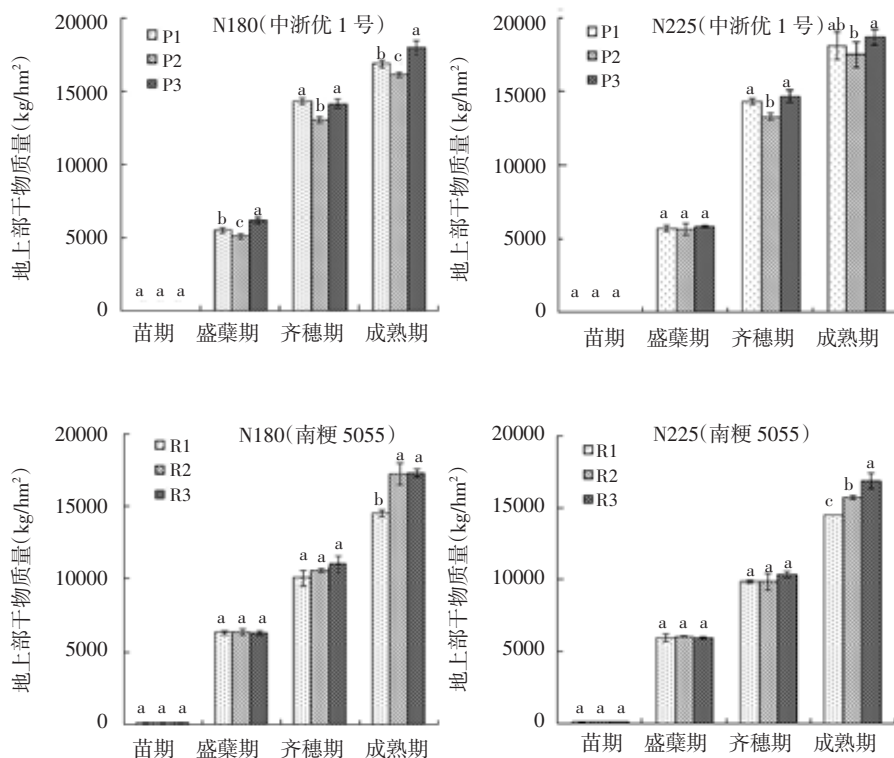 N180(中浙优 1 号)
P1
P2
P3
地上部干物质量(kg/hm²)
20000
15000
10000
5000
0
a a a
b c a
a b a
b c a
苗期 盛蘖期 齐穗期 成熟期
N225(中浙优 1 号)
P1
P2
P3
地上部干物质量(kg/hm²)
20000
15000
10000
5000
0
a a a
a a a
a b a
ab b a
苗期 盛蘖期 齐穗期 成熟期
N180(南粳 5055)
R1
R2
R3
地上部干物质量(kg/hm²)
20000
15000
10000
5000
0
a a a
a a a
a a a
b a a
苗期 盛蘖期 齐穗期 成熟期
N225(南粳 5055)
R1
R2
R3
地上部干物质量(kg/hm²)
20000
15000
10000
5000
0
a a a
a a a
a a a
c b a
苗期 盛蘖期 齐穗期 成熟期